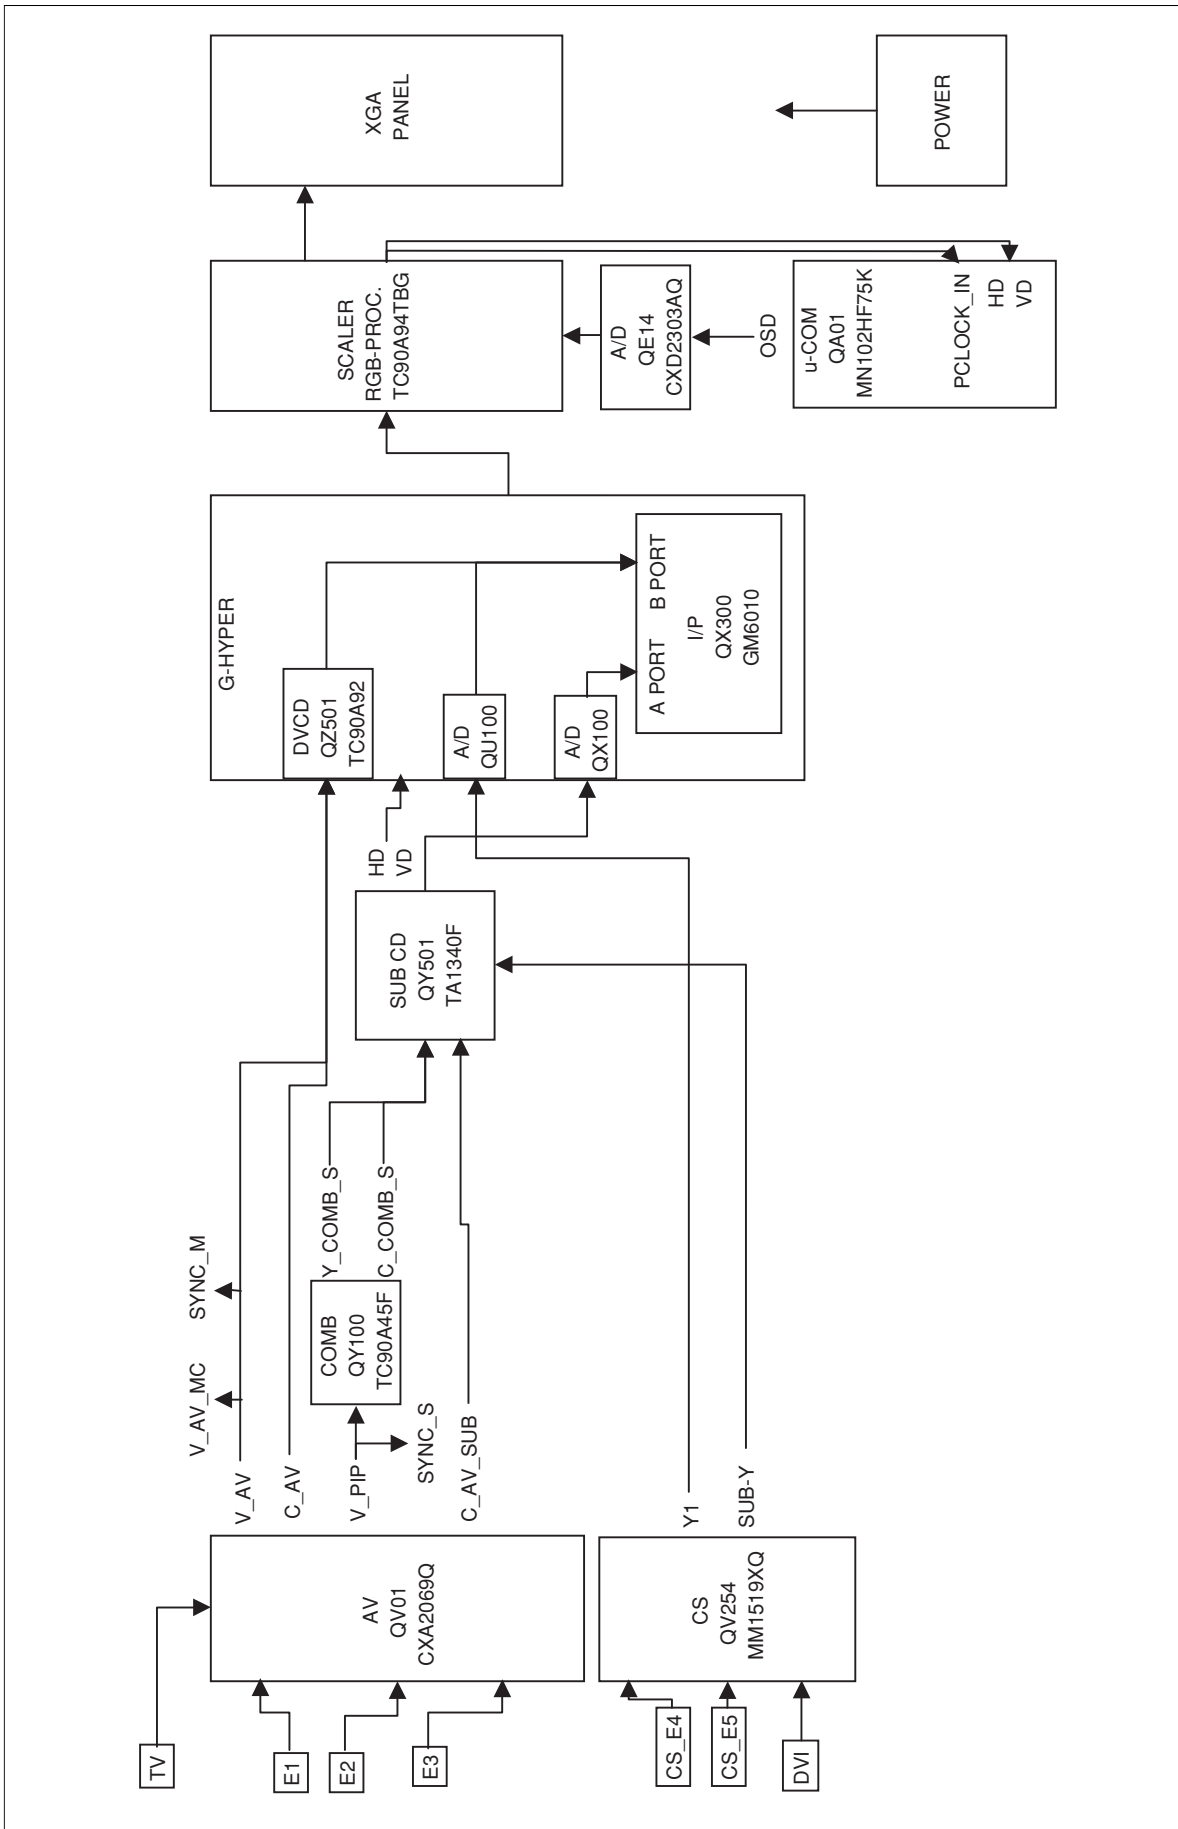 TV
E1
E2
E3
AV
QV01
CXA2069Q
CS_E4
CS_E5
DVI
CS
QV254
MM1519XQ
V_AV
C_AV
V_PIP
SYNC_S
C_AV_SUB
Y1
SUB-Y
V_AV_MC
SYNC_M
COMB
QY100
TC90A45F
Y_COMB_S
C_COMB_S
SUB CD
QY501
TA1340F
HD
VD
G-HYPER
DVCD
QZ501
TC90A92
A/D
QU100
A/D
QX100
A PORT B PORT
I/P
QX300
GM6010
SCALER
RGB-PROC.
TC90A94TBG
A/D
QE14
CXD2303AQ
OSD
u-COM
QA01
MN102HF75K
PCLOCK_IN
HD
VD
XGA
PANEL
POWER